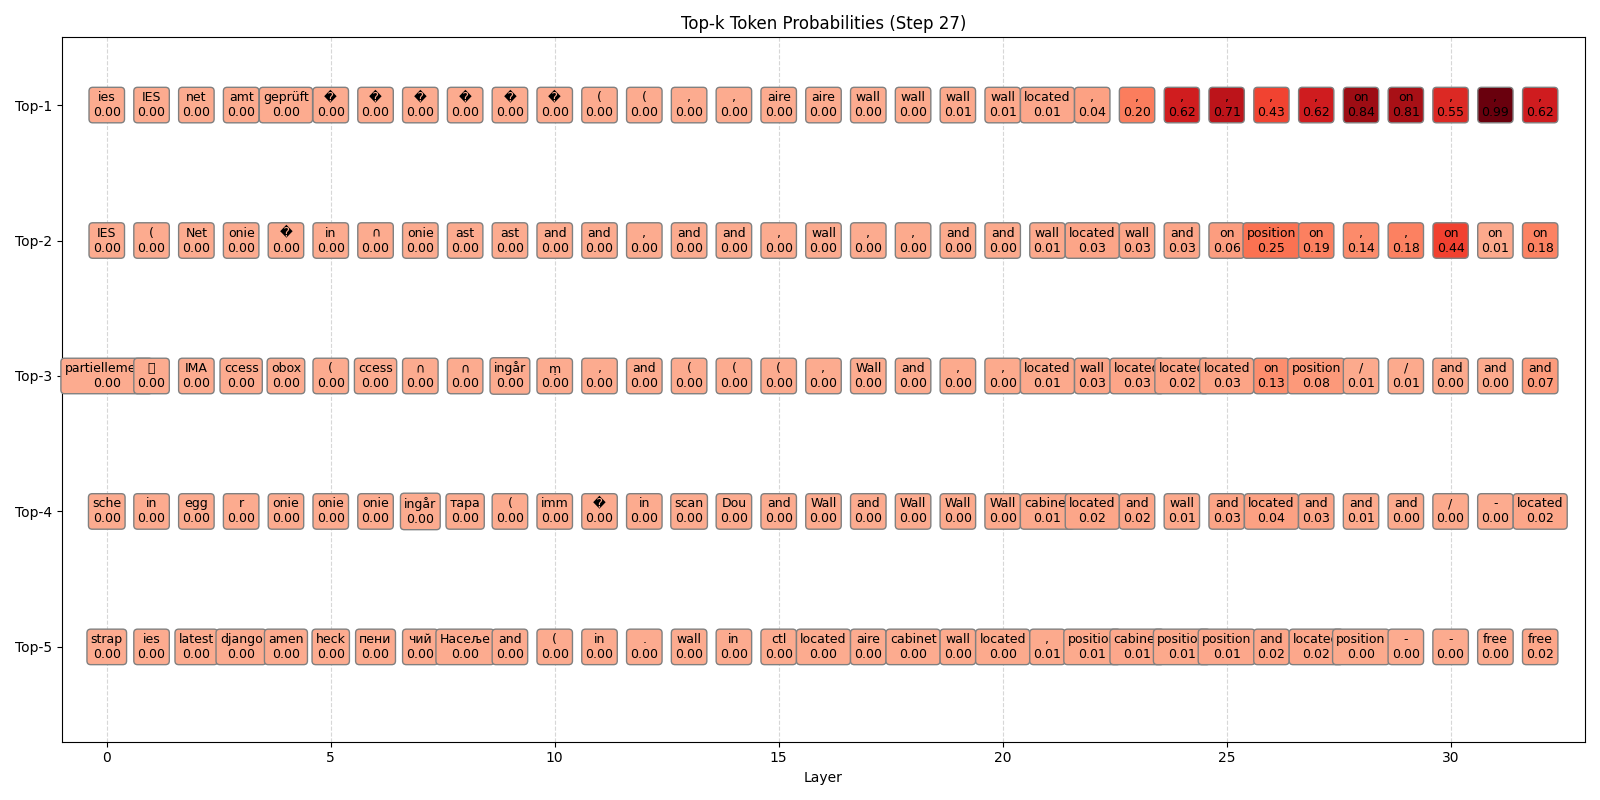 Top-k Token Probabilities (Step 27)
Top-1
ies IES net amt geprüft � � � � � � ( ( , , aire aire wall wall wall wall located , , , , , , on on , , ,
0.00 0.00 0.00 0.00 0.00 0.00 0.00 0.00 0.00 0.00 0.00 0.00 0.00 0.00 0.00 0.00 0.00 0.00 0.00 0.01 0.01 0.01 0.04 0.20 0.62 0.71 0.43 0.62 0.84 0.81 0.55 0.99 0.62
Top-2
IES ( Net onie � in ก onie ast ast and and , and and , wall , , and and wall located wall and on position on , , on on on
0.00 0.00 0.00 0.00 0.00 0.00 0.00 0.00 0.00 0.00 0.00 0.00 0.00 0.00 0.00 0.00 0.00 0.00 0.00 0.00 0.00 0.01 0.03 0.03 0.03 0.06 0.25 0.19 0.14 0.18 0.44 0.01 0.18
Top-3
partielleme IMA ccess obox ( ccess ก ก ingår ṃ , and ( ( ( , Wall and , , located wall located located located on position / / and and and
0.00 0.00 0.00 0.00 0.00 0.00 0.00 0.00 0.00 0.00 0.00 0.00 0.00 0.00 0.00 0.00 0.00 0.00 0.00 0.00 0.00 0.01 0.03 0.03 0.02 0.03 0.13 0.08 0.01 0.01 0.00 0.00 0.07
Top-4
sche in egg r onie onie onie ingår тара ( imm � in scan Dou and Wall and Wall Wall Wall cabine located and wall and located and and and / - located
0.00 0.00 0.00 0.00 0.00 0.00 0.00 0.00 0.00 0.00 0.00 0.00 0.00 0.00 0.00 0.00 0.00 0.00 0.00 0.00 0.00 0.01 0.02 0.02 0.01 0.03 0.04 0.03 0.01 0.00 0.00 0.00 0.02
Top-5
strap ies latest django amen heck пени чий Насеље and ( in . wall in ctl located aire cabinet wall located , positio cabine positio position and located position - - free free
0.00 0.00 0.00 0.00 0.00 0.00 0.00 0.00 0.00 0.00 0.00 0.00 0.00 0.00 0.00 0.00 0.00 0.00 0.00 0.00 0.00 0.01 0.01 0.01 0.01 0.01 0.02 0.02 0.00 0.00 0.00 0.00 0.02
0 5 10 15 20 25 30
Layer